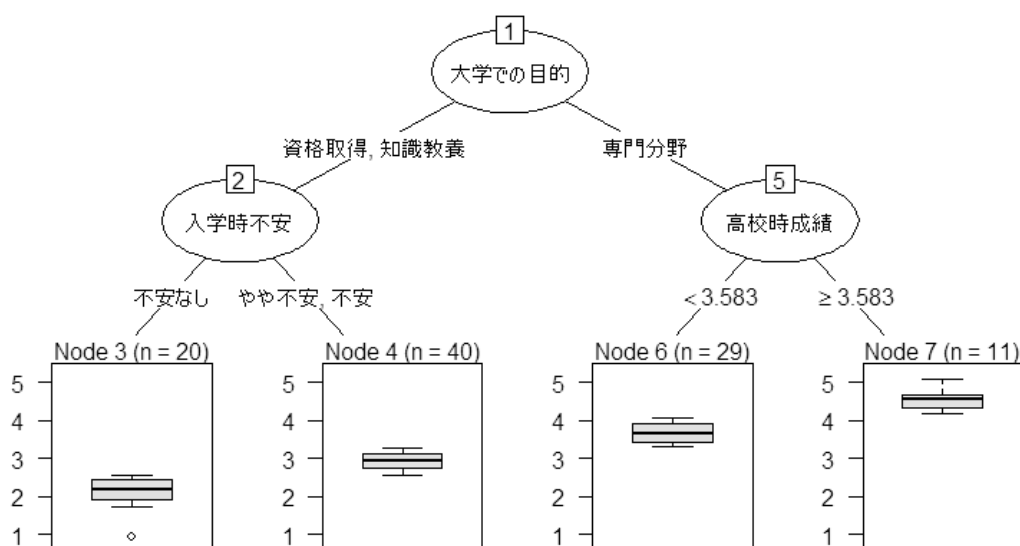 1
大学での目的
資格取得, 知識教養
専門分野
2
入学時不安
5
高校時成績
不安なし
やや不安, 不安
< 3.583
≥ 3.583
Node 3 (n = 20)
5
4
3
2
1
Node 4 (n = 40)
5
4
3
2
1
Node 6 (n = 29)
5
4
3
2
1
Node 7 (n = 11)
5
4
3
2
1